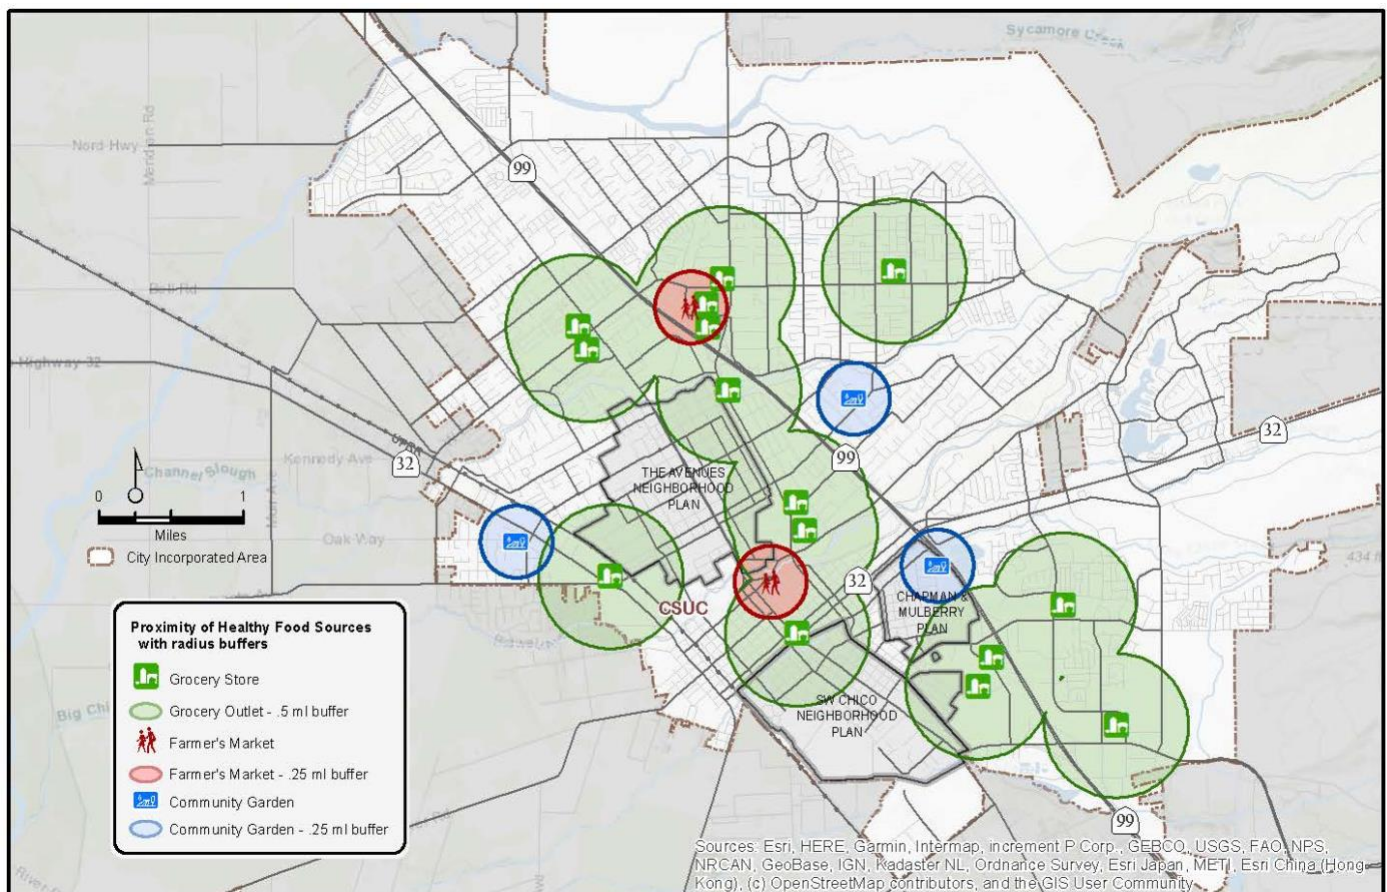 Sycamore Creek
Nord Hwy
Meridian Rd
99
Bell Rd
Highway 32
UPRR
32
Channel Slough
Kennedy Ave
THE AVENUES
NEIGHBORHOOD
PLAN
99
32
0 1
Miles
City Incorporated Area
Oak Way
434 ft
32
CSUC
CHAPMAN &
MULBERRY
PLAN
Proximity of Healthy Food Sources
with radius buffers
Grocery Store
Grocery Outlet - .5 mI buffer
Farmer's Market
Farmer's Market - .25 mI buffer
Community Garden
Community Garden - .25 mI buffer
Big Chi
SW CHICO
NEIGHBORHOOD
PLAN
99
Sources: Esri, HERE, Garmin, Intermap, increment P Corp., GEBCO, USGS, FAO, NPS,
NRCAN, GeoBase, IGN, Kadaster NL, Ordnance Survey, Esri Japan, METI, Esri China (Hong
Kong), (c) OpenStreetMap contributors, and the GIS User Community